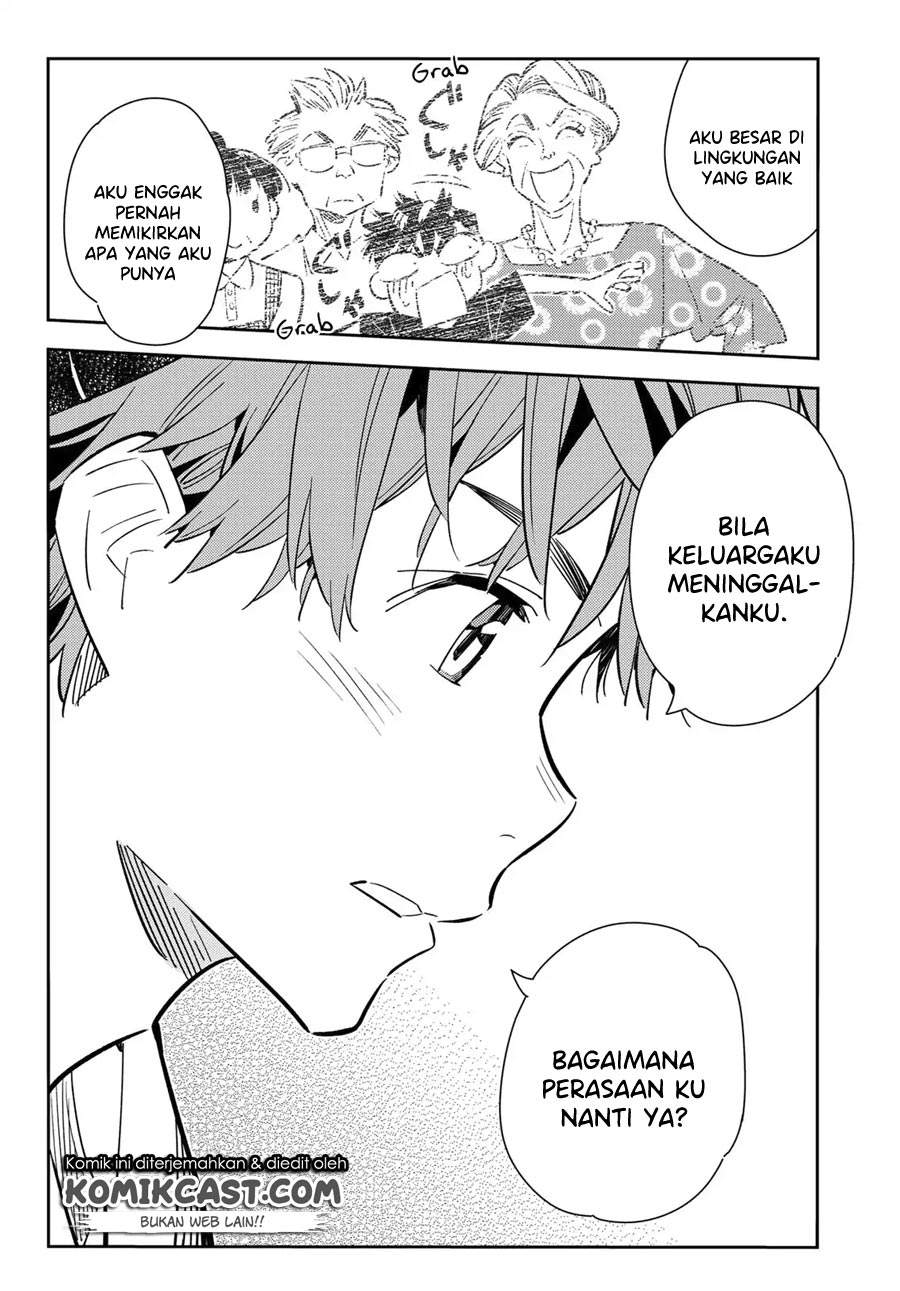 AKU BESAR DI
LINGKUNGAN
YANG BAIK
Grab
AKU ENGGAK
PERNAH
MEMIKIRKAN
APA YANG AKU
PUNYA
Grab
BILA
KELUARGAKU
MENINGGAL-
KANKU.
BAGAIMANA
PERASAAN KU
NANTI YA?
Komik ini diterjemahkan & diedit oleh
KOMIKCAST.COM
BUKAN WEB LAIN!!